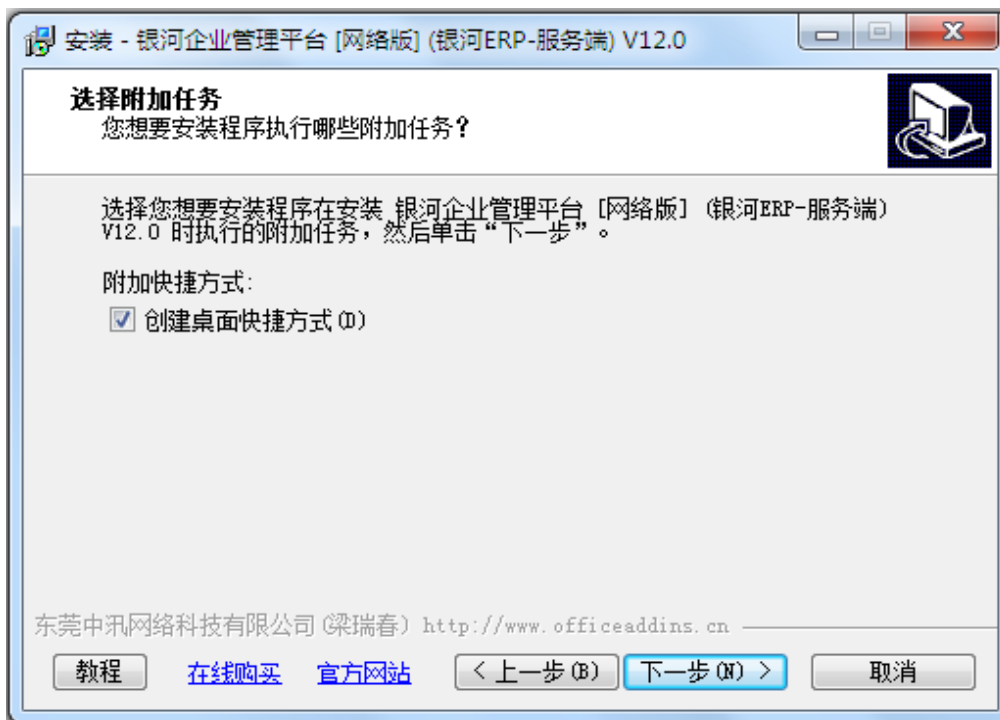 安装 - 银河企业管理平台 [网络版] (银河ERP-服务端) V12.0
选择附加任务
您想要安装程序执行哪些附加任务？
选择您想要安装程序在安装 银河企业管理平台 [网络版] (银河ERP-服务端)
V12.0 时执行的附加任务，然后单击“下一步”。
附加快捷方式:
创建桌面快捷方式(D)
东莞中汛网络科技有限公司(梁瑞春) http://www.officeaddins.cn
教程 在线购买 官方网站 < 上一步(B) 下一步(N) > 取消